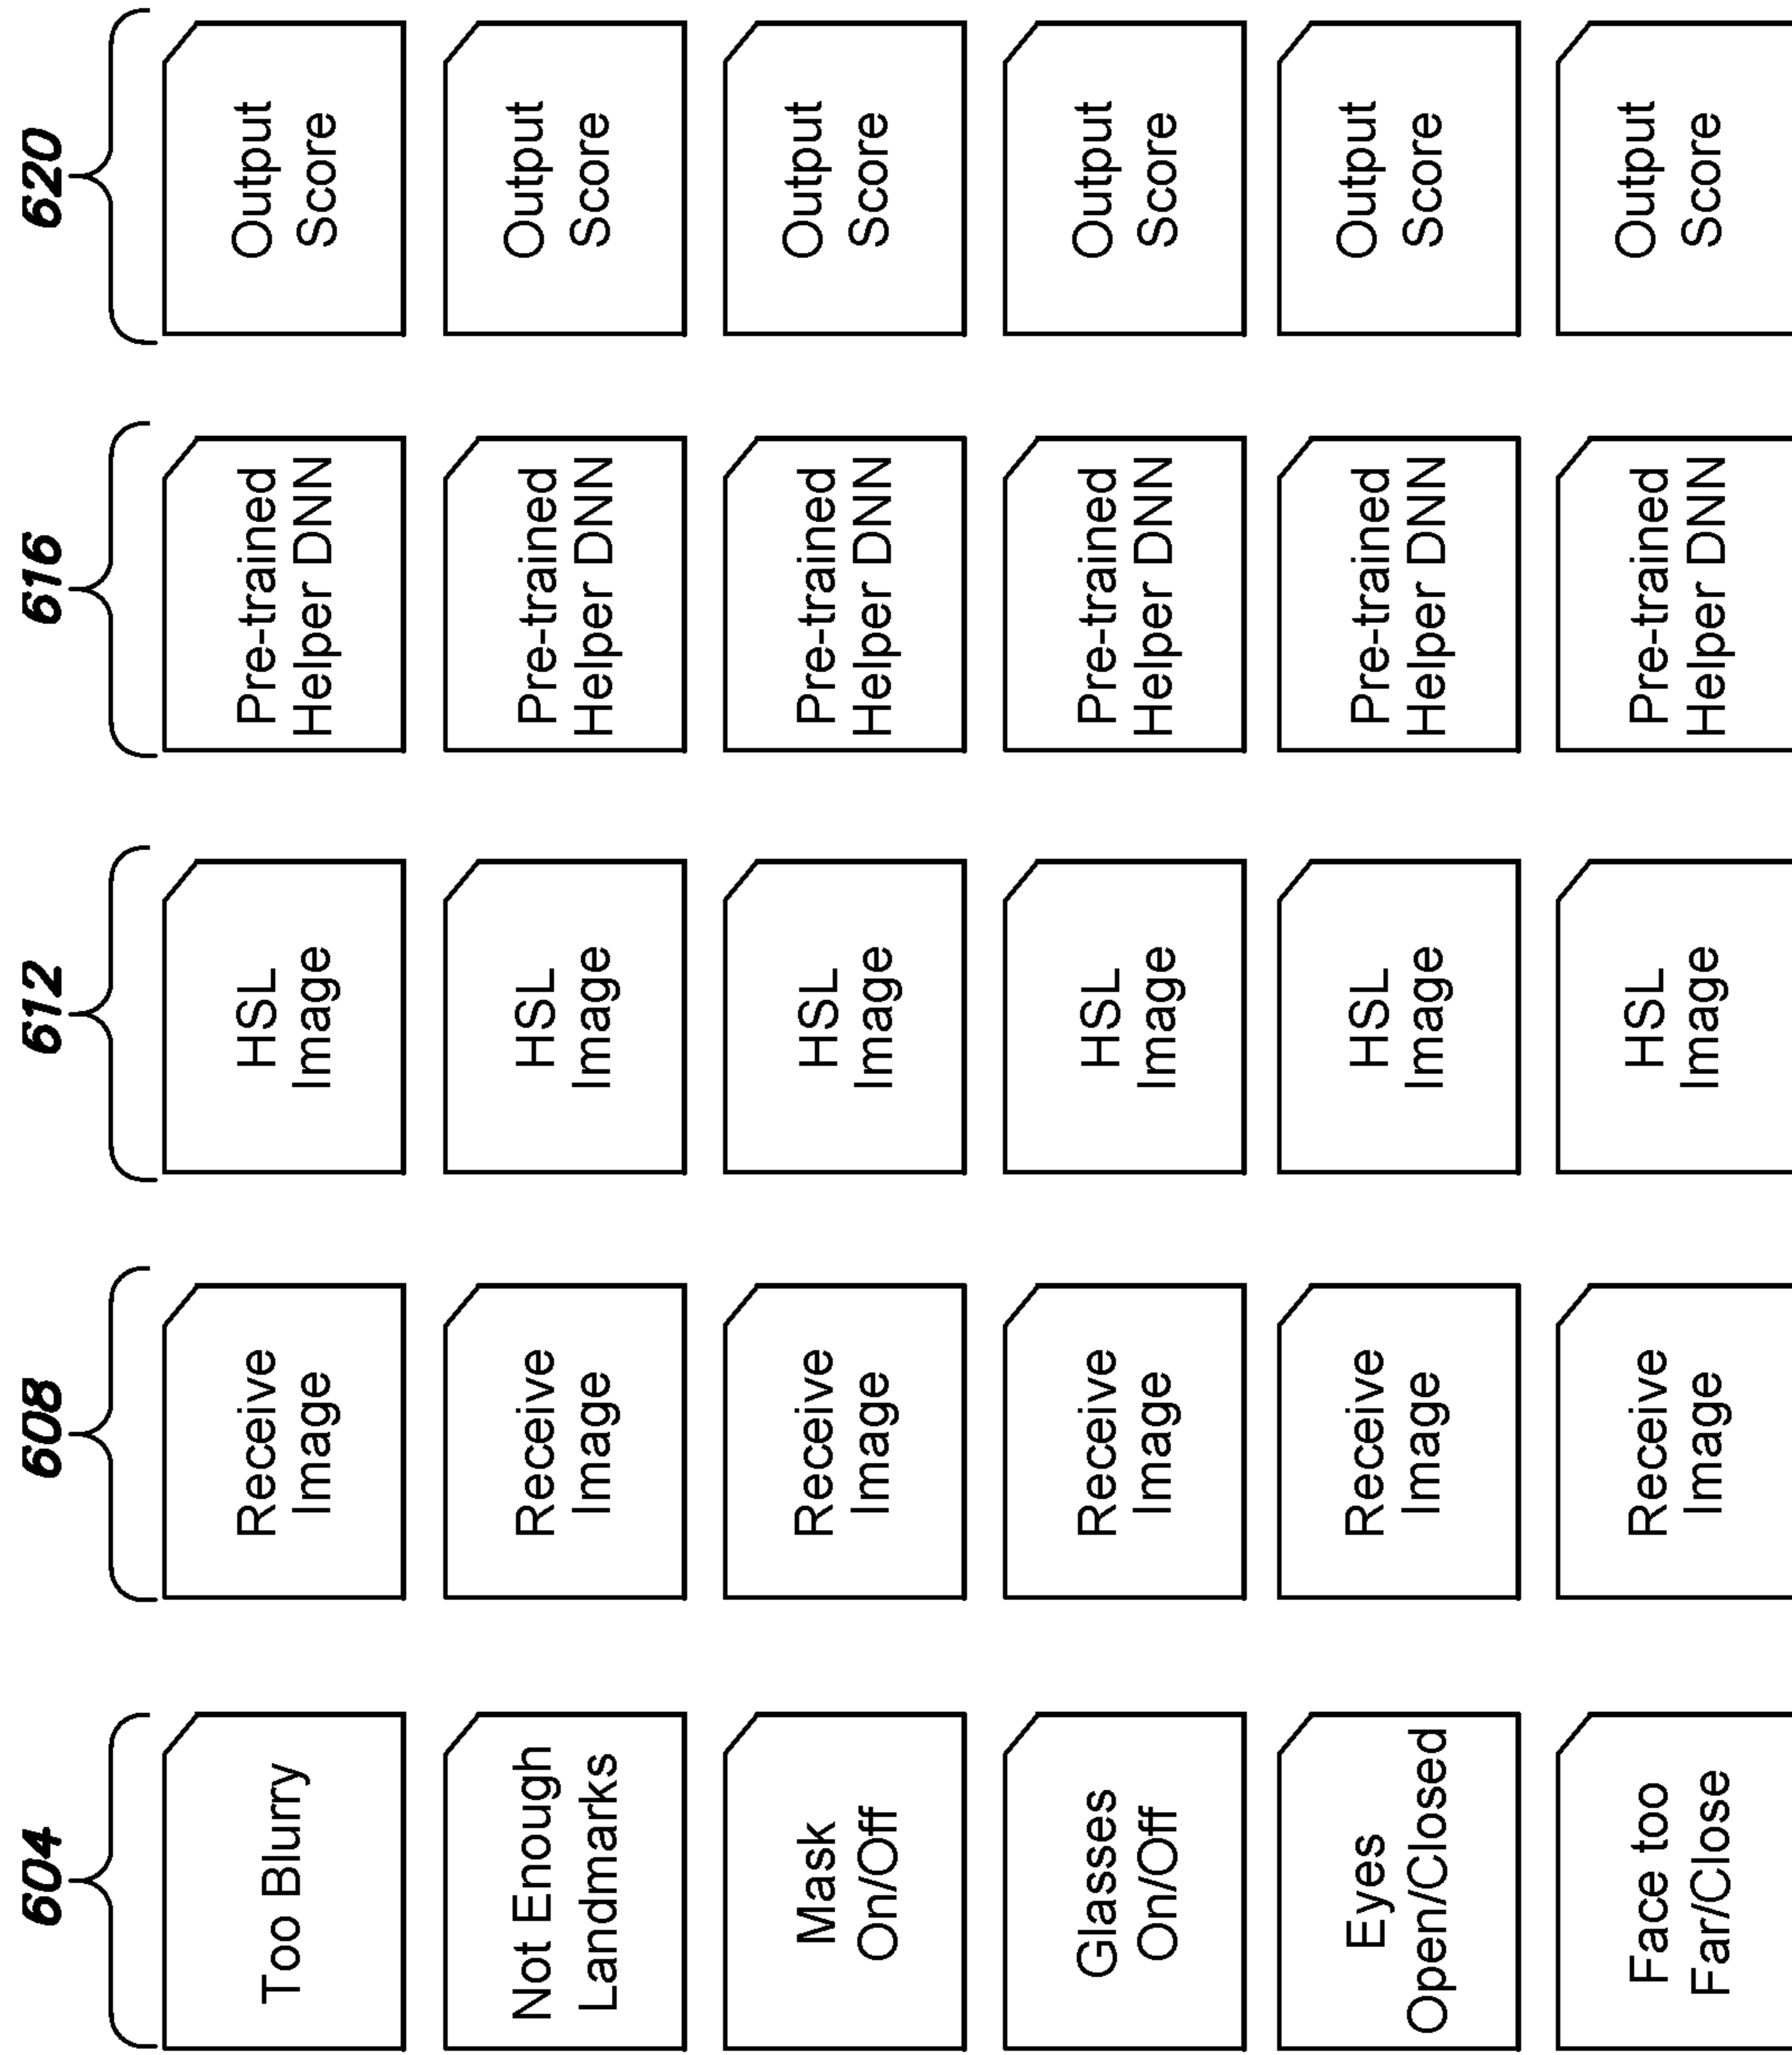 604
608
612
616
620
Too Blurry
Receive
Image
HSL
Image
Pre-trained
Helper DNN
Output
Score
Not Enough
Landmarks
Receive
Image
HSL
Image
Pre-trained
Helper DNN
Output
Score
Mask
On/Off
Receive
Image
HSL
Image
Pre-trained
Helper DNN
Output
Score
Glasses
On/Off
Receive
Image
HSL
Image
Pre-trained
Helper DNN
Output
Score
Eyes
Open/Closed
Receive
Image
HSL
Image
Pre-trained
Helper DNN
Output
Score
Face too
Far/Close
Receive
Image
HSL
Image
Pre-trained
Helper DNN
Output
Score